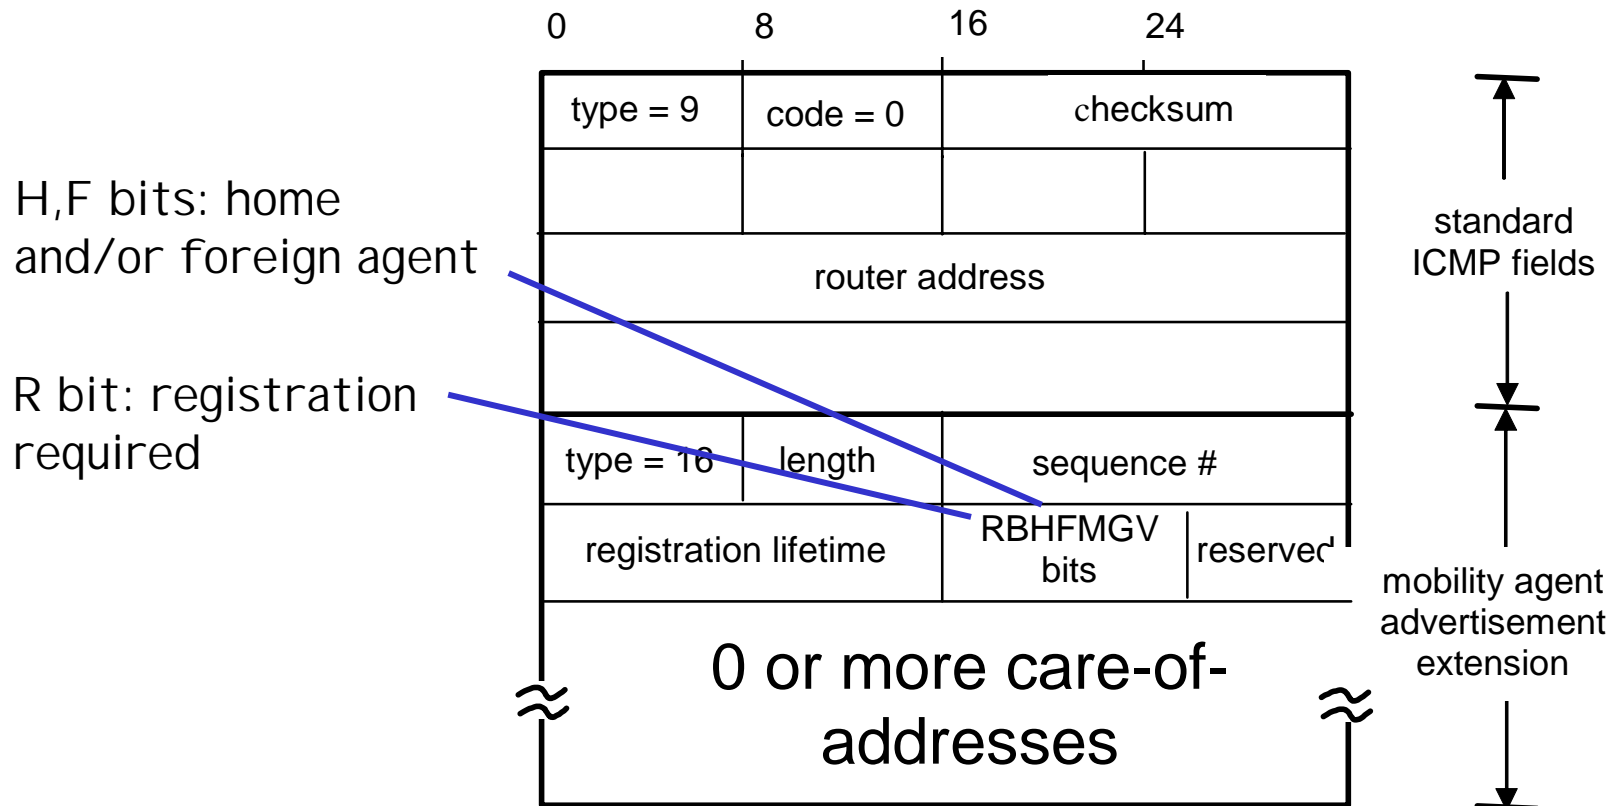 0 8 16 24
type = 9 code = 0 checksum
H,F bits: home
and/or foreign agent
standard
ICMP fields
router address
R bit: registration
required
type = 16 length sequence #
registration lifetime RBHFMGV
bits reserved
mobility agent
advertisement
extension
0 or more care-of-
addresses